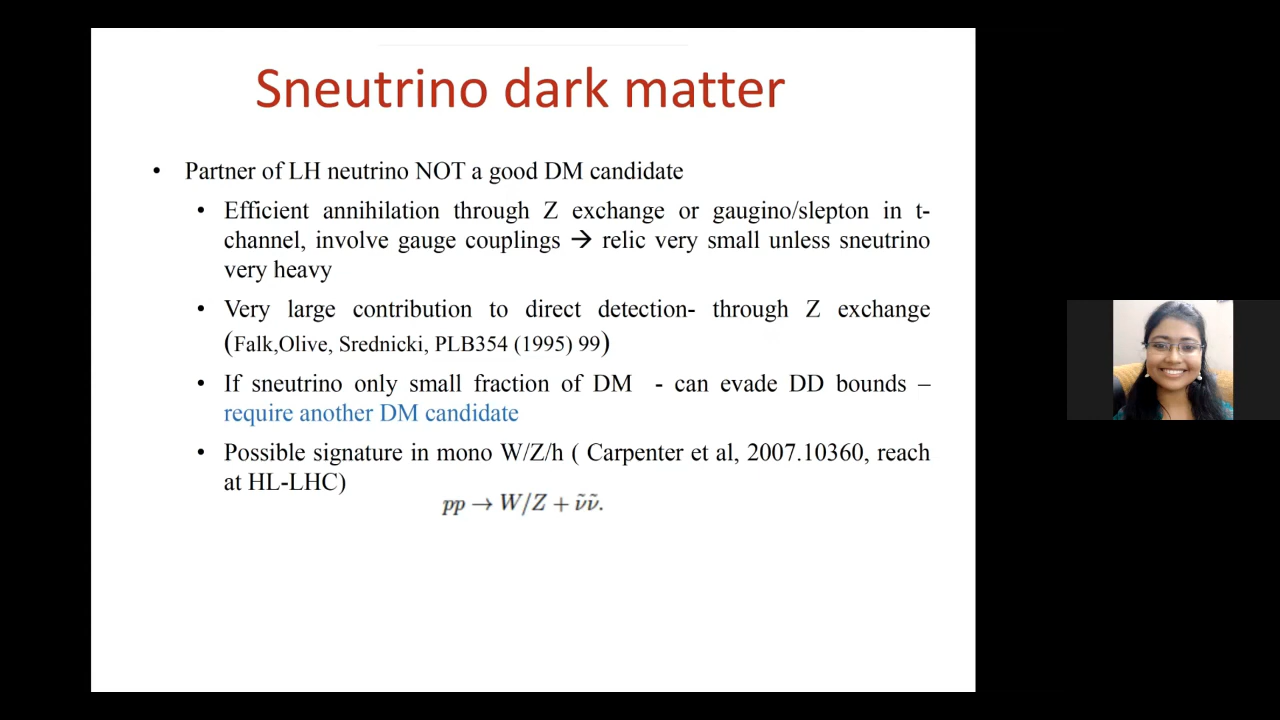 Sneutrino dark matter
• Partner of LH neutrino NOT a good DM candidate
• Efficient annihilation through Z exchange or gaugino/slepton in t-
channel, involve gauge couplings → relic very small unless sneutrino
very heavy
• Very large contribution to direct detection- through Z exchange
(Falk,Olive, Srednicki, PLB354 (1995) 99)
• If sneutrino only small fraction of DM - can evade DD bounds –
require another DM candidate
• Possible signature in mono W/Z/h ( Carpenter et al, 2007.10360, reach
at HL-LHC)
pp → W/Z + ν̃ν̃.